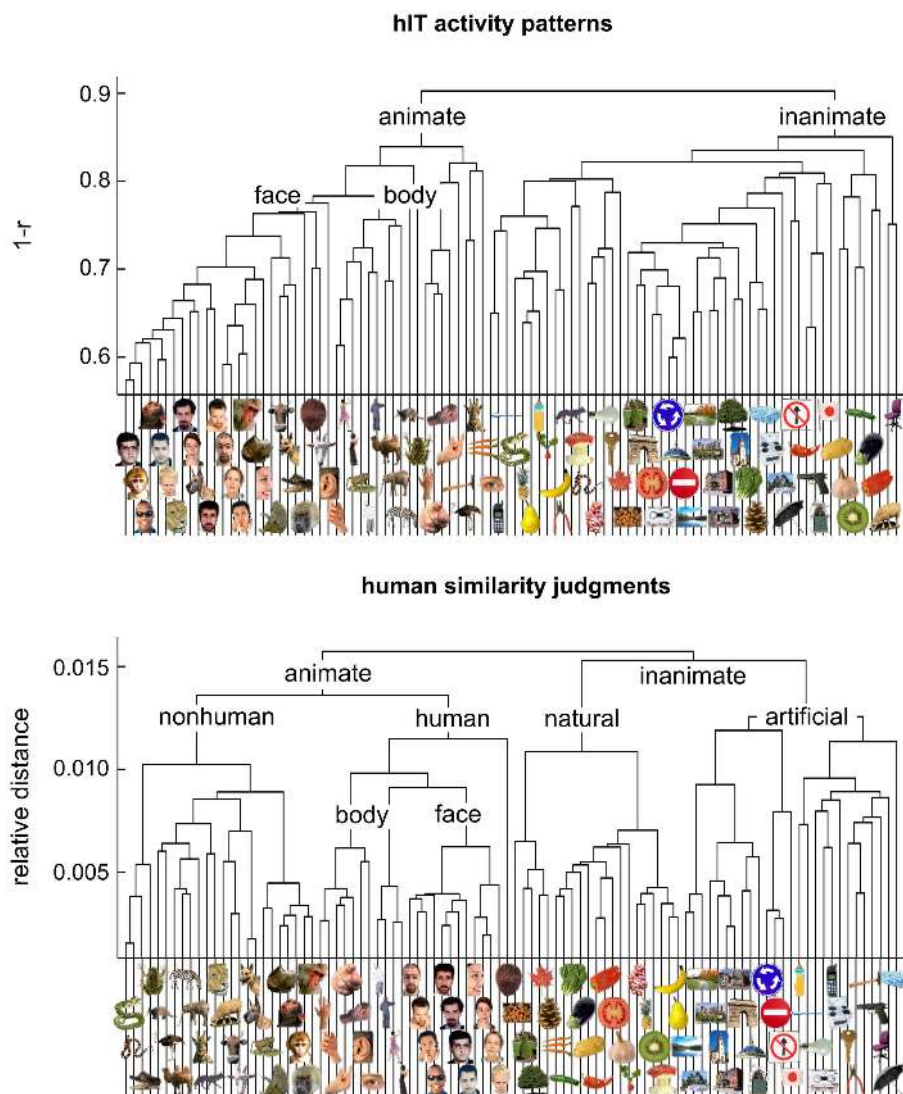 hIT activity patterns
0.9
animate
inanimate
0.8
face
body
1-r
0.7
0.6
human similarity judgments
0.015
animate
inanimate
nonhuman
human
natural
artificial
relative distance
0.010
body
face
0.005